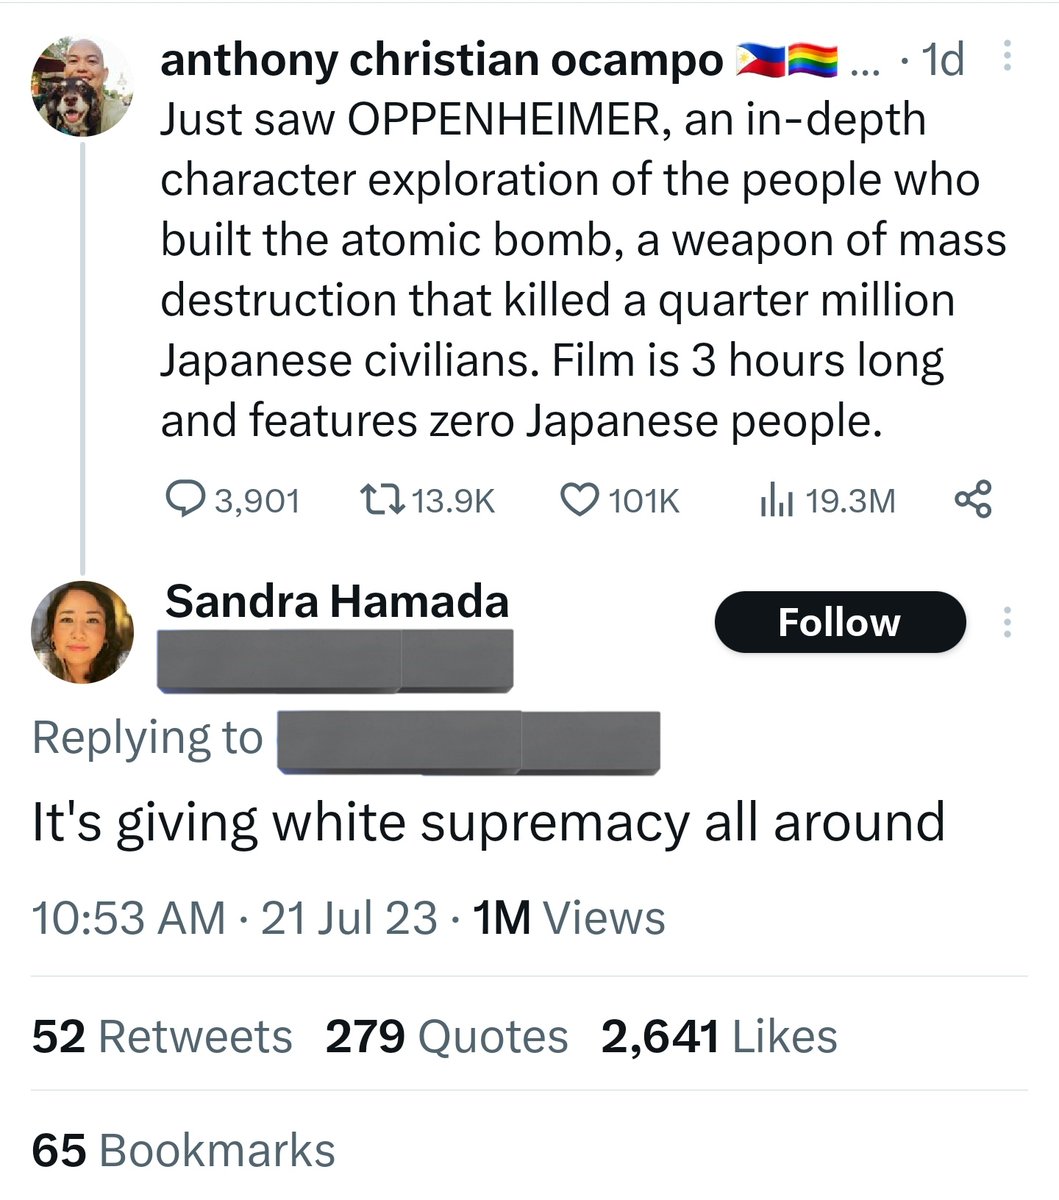 anthony christian ocampo 🇵🇭🏳️‍🌈 ... · 1d
Just saw OPPENHEIMER, an in-depth
character exploration of the people who
built the atomic bomb, a weapon of mass
destruction that killed a quarter million
Japanese civilians. Film is 3 hours long
and features zero Japanese people.
3,901 13.9K 101K 19.3M
Sandra Hamada
Follow
Replying to
It's giving white supremacy all around
10:53 AM · 21 Jul 23 · 1M Views
52 Retweets 279 Quotes 2,641 Likes
65 Bookmarks